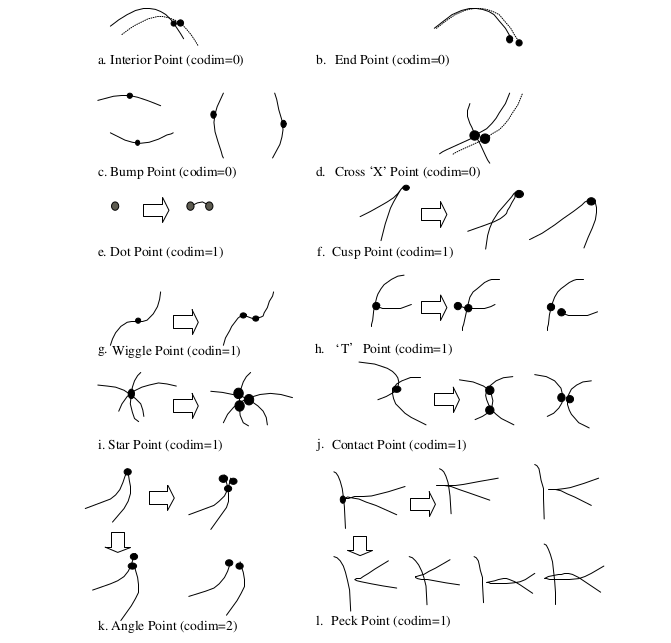 a. Interior Point (codim=0)
b. End Point (codim=0)
c. Bump Point (codim=0)
d. Cross ‘X’ Point (codim=0)
e. Dot Point (codim=1)
f. Cusp Point (codim=1)
g. Wiggle Point (codin=1)
h. ‘T’ Point (codim=1)
i. Star Point (codim=1)
j. Contact Point (codim=1)
k. Angle Point (codim=2)
l. Peck Point (codim=1)